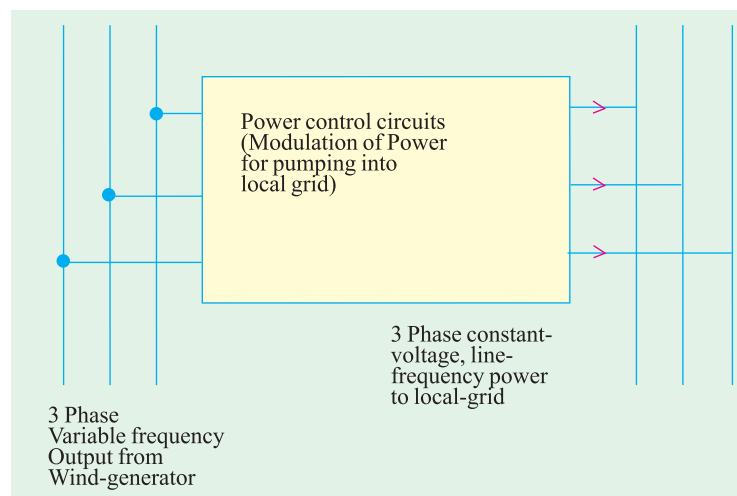 Power control circuits
(Modulation of Power
for pumping into
local grid)
3 Phase constant-
voltage, line-
frequency power
to local-grid
3 Phase
Variable frequency
Output from
Wind-generator